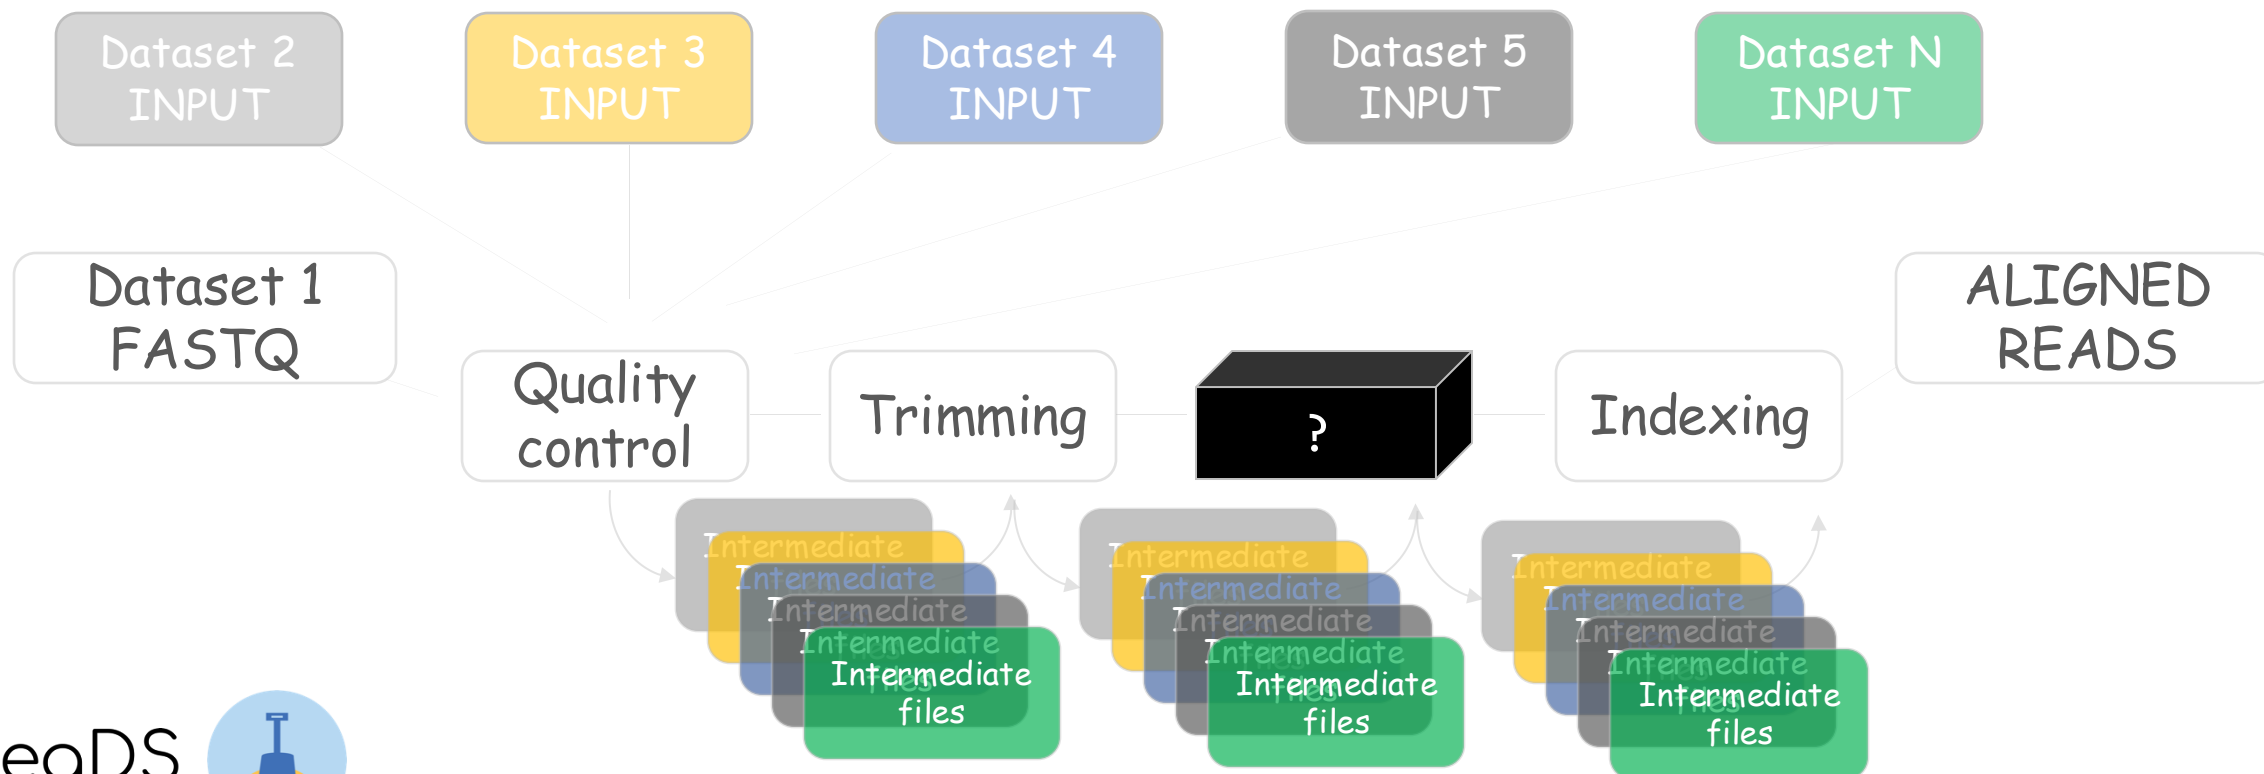 Dataset 2
INPUT
Dataset 3
INPUT
Dataset 4
INPUT
Dataset 5
INPUT
Dataset N
INPUT
Dataset 1
FASTQ
ALIGNED
READS
Quality
control
Trimming
?
Indexing
Intermediate
Intermediate
Intermediate
Intermediate
Intermediate
files
Intermediate
Intermediate
Intermediate
Intermediate
Intermediate
files
Intermediate
Intermediate
Intermediate
Intermediate
Intermediate
files
eaDS